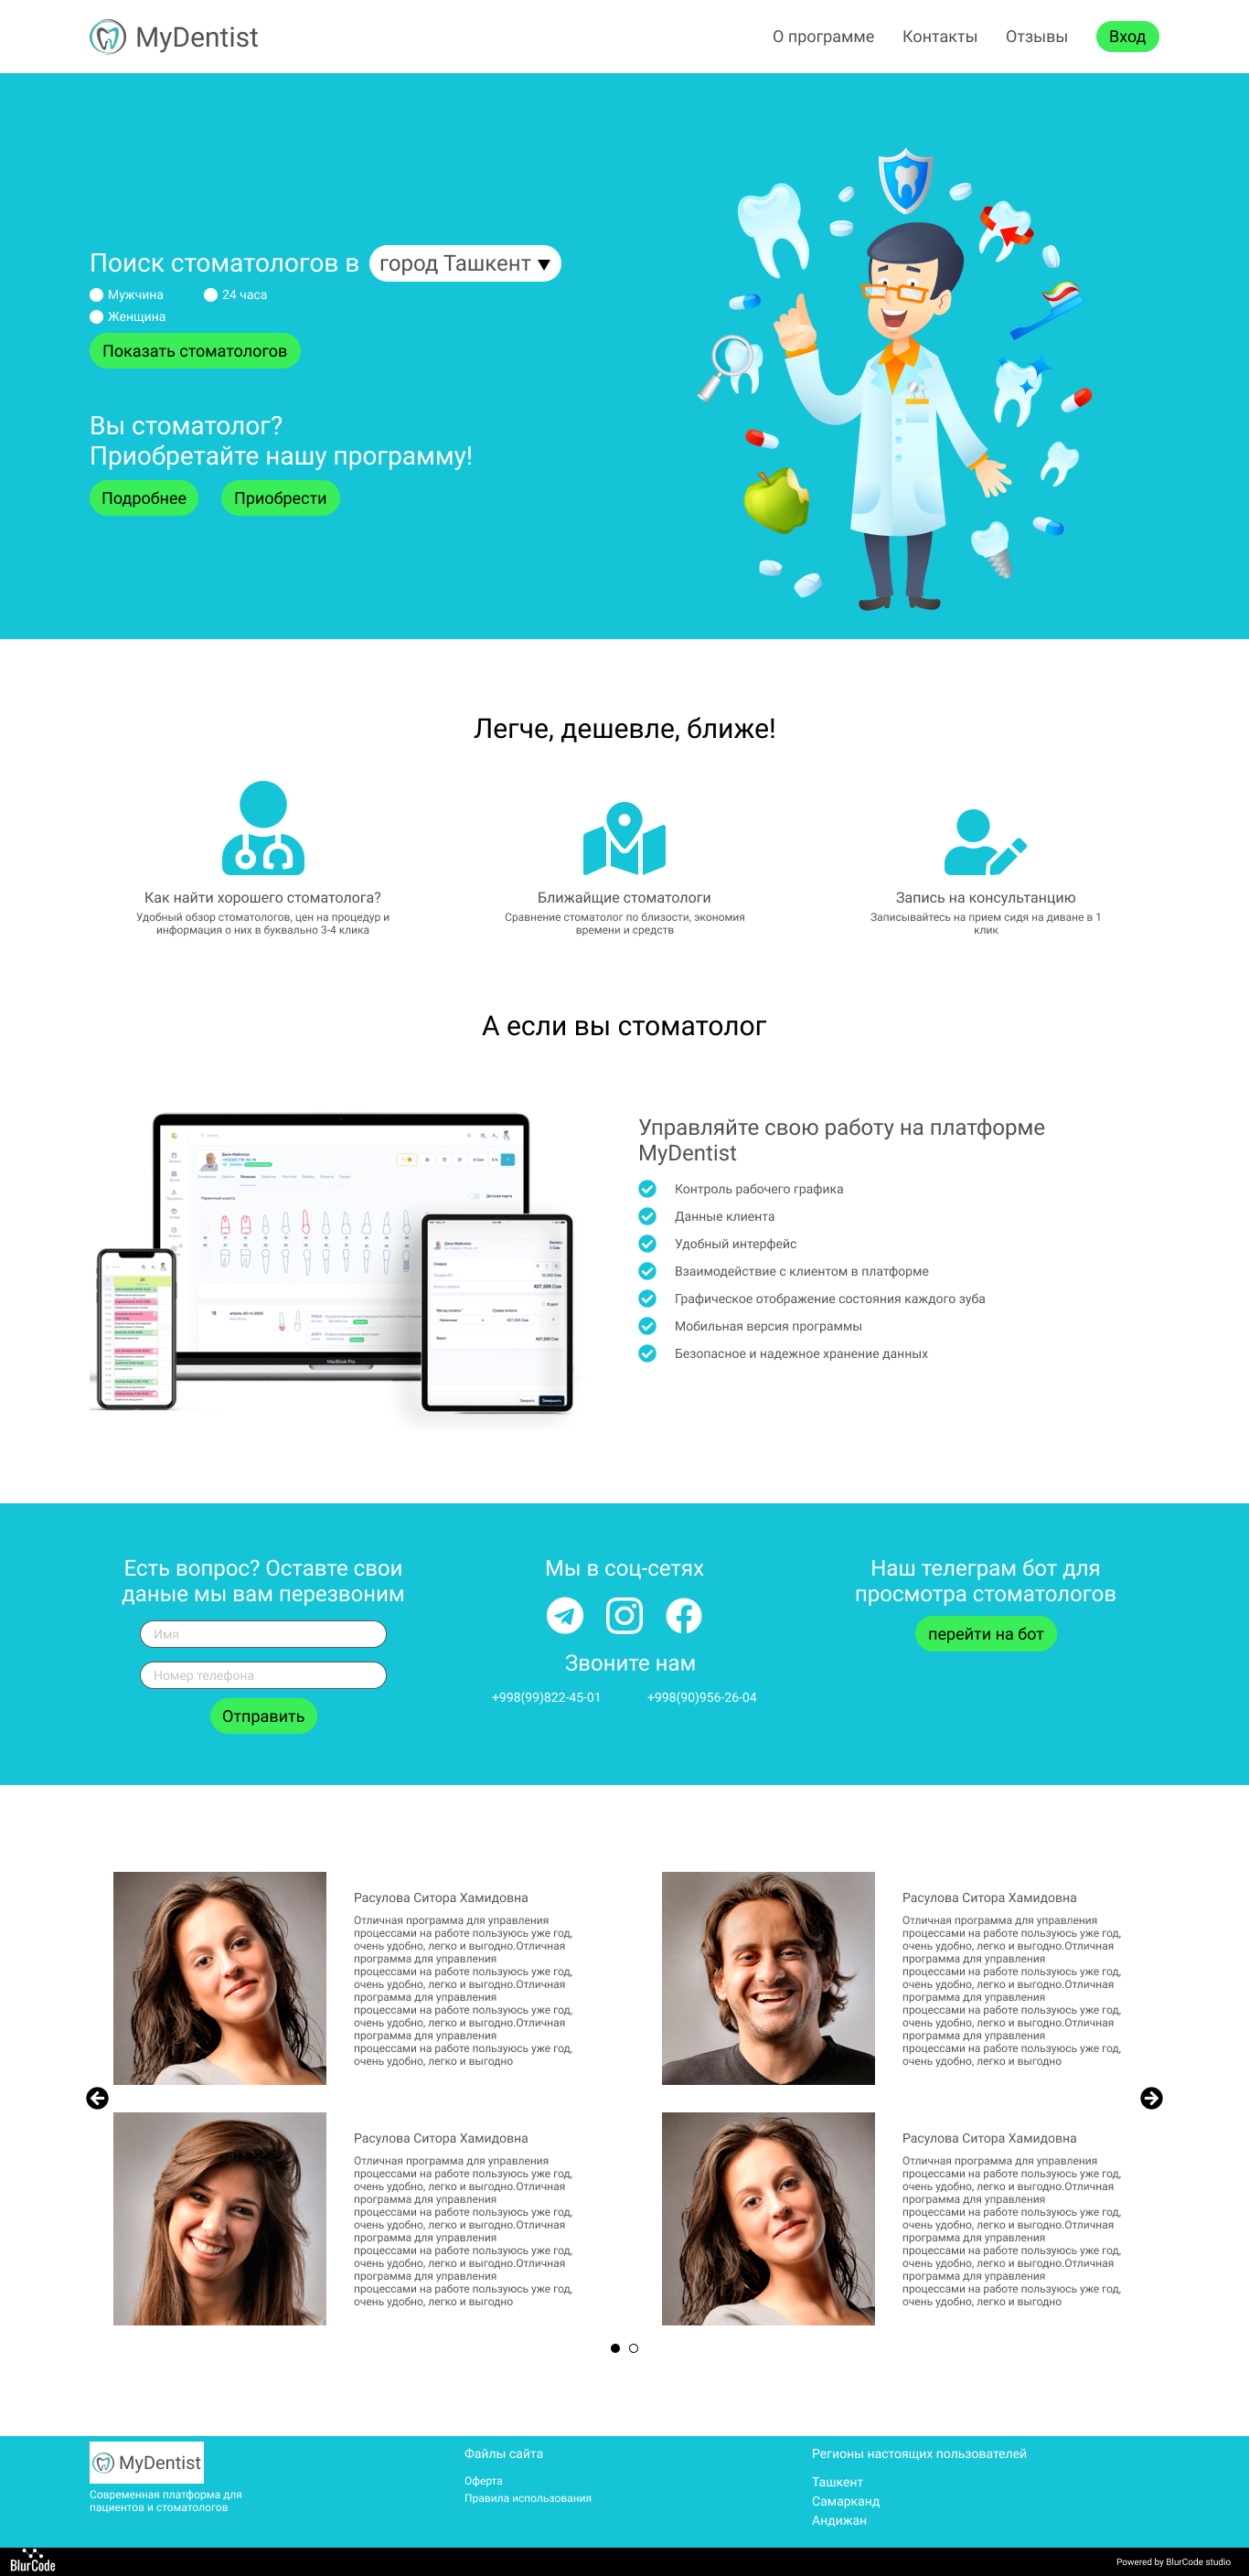 MyDentist
О программе
Контакты
Отзывы
Вход
Поиск стоматологов в
город Ташкент
Мужчина
24 часа
Женщина
Показать стоматологов
Вы стоматолог?
Приобретайте нашу программу!
Подробнее
Приобрести
Легче, дешевле, ближе!
Как найти хорошего стоматолога?
Удобный обзор стоматологов, цен на процедур и
информация о них в буквально 3-4 клика
Ближайщие стоматологи
Сравнение стоматолог по близости, экономия
времени и средств
Запись на консультанцию
Записывайтесь на прием сидя на диване в 1
клик
А если вы стоматолог
MacBook Pro
Управляйте свою работу на платформе
MyDentist
Контроль рабочего графика
Данные клиента
Удобный интерфейс
Взаимодействие с клиентом в платформе
Графическое отображение состояния каждого зуба
Мобильная версия программы
Безопасное и надежное хранение данных
Есть вопрос? Оставте свои
даные мы вам перезвоним
Имя
Номер телефона
Отправить
Мы в соц-сетях
Звоните нам
+998(99)822-45-01
+998(90)956-26-04
Наш телеграм бот для
просмотра стоматологов
перейти на бот
Расулова Ситора Хамидовна
Отличная программа для управления
процессами на работе пользуюсь уже год,
очень удобно, легко и выгодно.Отличная
программа для управления
процессами на работе пользуюсь уже год,
очень удобно, легко и выгодно.Отличная
программа для управления
процессами на работе пользуюсь уже год,
очень удобно, легко и выгодно.Отличная
программа для управления
процессами на работе пользуюсь уже год,
очень удобно, легко и выгодно
Расулова Ситора Хамидовна
Отличная программа для управления
процессами на работе пользуюсь уже год,
очень удобно, легко и выгодно.Отличная
программа для управления
процессами на работе пользуюсь уже год,
очень удобно, легко и выгодно.Отличная
программа для управления
процессами на работе пользуюсь уже год,
очень удобно, легко и выгодно.Отличная
программа для управления
процессами на работе пользуюсь уже год,
очень удобно, легко и выгодно
Расулова Ситора Хамидовна
Отличная программа для управления
процессами на работе пользуюсь уже год,
очень удобно, легко и выгодно.Отличная
программа для управления
процессами на работе пользуюсь уже год,
очень удобно, легко и выгодно.Отличная
программа для управления
процессами на работе пользуюсь уже год,
очень удобно, легко и выгодно.Отличная
программа для управления
процессами на работе пользуюсь уже год,
очень удобно, легко и выгодно
Расулова Ситора Хамидовна
Отличная программа для управления
процессами на работе пользуюсь уже год,
очень удобно, легко и выгодно.Отличная
программа для управления
процессами на работе пользуюсь уже год,
очень удобно, легко и выгодно.Отличная
программа для управления
процессами на работе пользуюсь уже год,
очень удобно, легко и выгодно.Отличная
программа для управления
процессами на работе пользуюсь уже год,
очень удобно, легко и выгодно
MyDentist
Современная платформа для
пациентов и стоматологов
Файлы сайта
Оферта
Правила использования
Регионы настоящих пользователей
Ташкент
Самарканд
Андижан
BlurCode
Powered by BlurCode studio